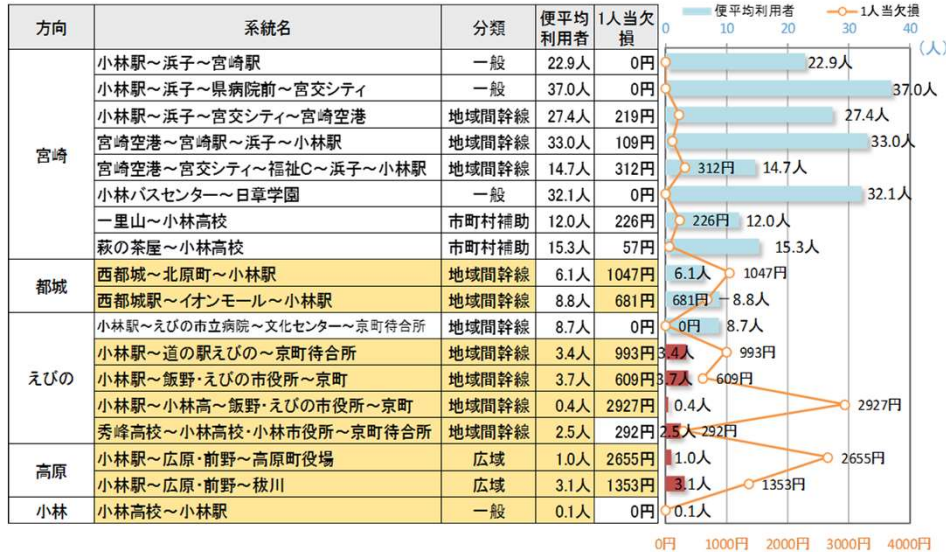 方向 系統名 分類 便平均利用者 1人当欠損
便平均利用者 1人当欠損
0 10 20 30 40
(人)
宮崎
小林駅～浜子～宮崎駅 一般 22.9人 0円 22.9人
小林駅～浜子～県病院前～宮交シティ 一般 37.0人 0円 37.0人
小林駅～浜子～宮交シティ～宮崎空港 地域間幹線 27.4人 219円 27.4人
宮崎空港～宮崎駅～浜子～小林駅 地域間幹線 33.0人 109円 33.0人
宮崎空港～宮交シティ～福祉C～浜子～小林駅 地域間幹線 14.7人 312円 312円 14.7人
小林バスセンター～日章学園 一般 32.1人 0円 32.1人
一里山～小林高校 市町村補助 12.0人 226円 226円 12.0人
萩の茶屋～小林高校 市町村補助 15.3人 57円 15.3人
都城
西都城～北原町～小林駅 地域間幹線 6.1人 1047円 6.1人 1047円
西都城駅～イオンモール～小林駅 地域間幹線 8.8人 681円 681円 8.8人
えびの
小林駅～えびの市立病院～文化センター～京町待合所 地域間幹線 8.7人 0円 0円 8.7人
小林駅～道の駅えびの～京町待合所 地域間幹線 3.4人 993円 3.4人 993円
小林駅～飯野･えびの市役所～京町 地域間幹線 3.7人 609円 3.7人 609円
小林駅～小林高～飯野･えびの市役所～京町 地域間幹線 0.4人 2927円 0.4人 2927円
秀峰高校～小林高校･小林市役所～京町待合所 地域間幹線 2.5人 292円 2.5人 292円
高原
小林駅～広原･前野～高原町役場 広域 1.0人 2655円 1.0人 2655円
小林駅～広原･前野～秡川 広域 3.1人 1353円 3.1人 1353円
小林 小林高校～小林駅 一般 0.1人 0円 0.1人
0円 1000円 2000円 3000円 4000円